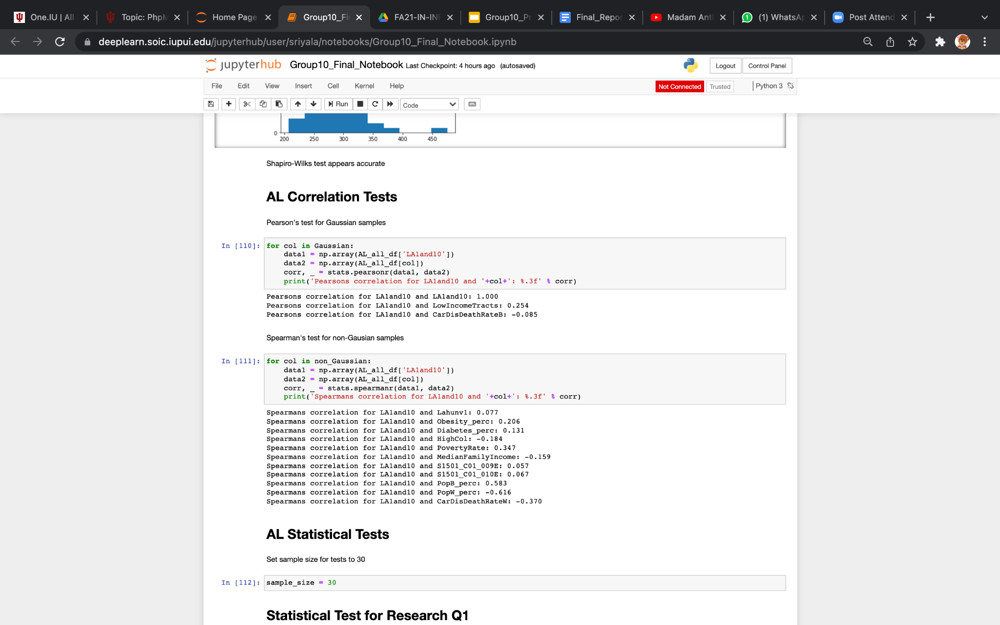 One.IU | All
Topic: PhpM
Home Page
Group10_Fi
FA21-IN-INF
Group10_Pr
Final_Repor
Madam Ant
(1) WhatsAp
Post Attend
deeplearn.soic.iupui.edu/jupyterhub/user/sriyala/notebooks/Group10_Final_Notebook.ipynb
jupyterhub Group10_Final_Notebook Last Checkpoint: 4 hours ago (autosaved)
Logout
Control Panel
File Edit View Insert Cell Kernel Help
Not Connected
Trusted
Python 3
Run
Code
0
200 250 300 350 400 450
Shapiro-Wilks test appears accurate
AL Correlation Tests
Pearson's test for Gaussian samples
In [110]: for col in Gaussian:
data1 = np.array(AL_all_df['LA1and10'])
data2 = np.array(AL_all_df[col])
corr, _ = stats.pearsonr(data1, data2)
print('Pearsons correlation for LA1and10 and '+col+': %.3f' % corr)
Pearsons correlation for LA1and10 and LA1and10: 1.000
Pearsons correlation for LA1and10 and LowIncomeTracts: 0.254
Pearsons correlation for LA1and10 and CarDisDeathRateB: -0.085
Spearman's test for non-Gausian samples
In [111]: for col in non_Gaussian:
data1 = np.array(AL_all_df['LA1and10'])
data2 = np.array(AL_all_df[col])
corr, _ = stats.spearmanr(data1, data2)
print('Spearmans correlation for LA1and10 and '+col+': %.3f' % corr)
Spearmans correlation for LA1and10 and Lahunv1: 0.077
Spearmans correlation for LA1and10 and Obesity_perc: 0.206
Spearmans correlation for LA1and10 and Diabetes_perc: 0.131
Spearmans correlation for LA1and10 and HighCol: -0.184
Spearmans correlation for LA1and10 and PovertyRate: 0.347
Spearmans correlation for LA1and10 and MedianFamilyIncome: -0.159
Spearmans correlation for LA1and10 and S1501_C01_009E: 0.057
Spearmans correlation for LA1and10 and S1501_C01_010E: 0.067
Spearmans correlation for LA1and10 and PopB_perc: 0.583
Spearmans correlation for LA1and10 and PopW_perc: -0.616
Spearmans correlation for LA1and10 and CarDisDeathRateW: -0.370
AL Statistical Tests
Set sample size for tests to 30
In [112]: sample_size = 30
Statistical Test for Research Q1